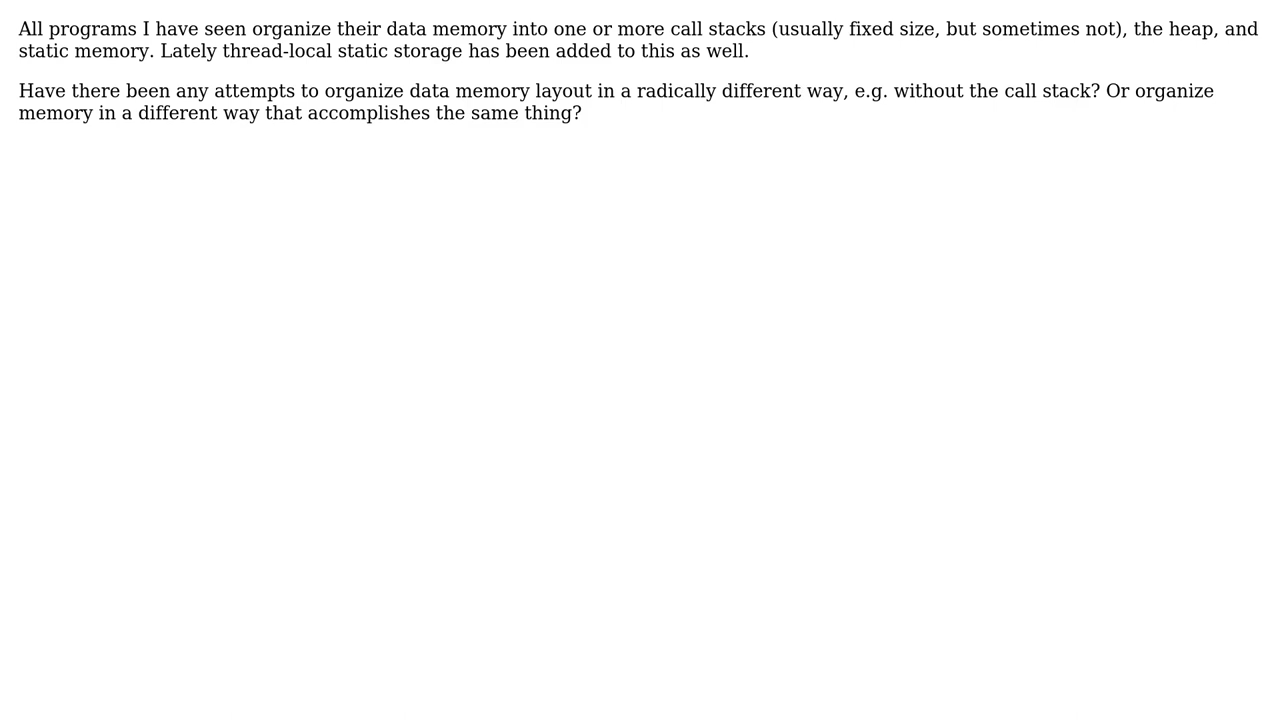 All programs I have seen organize their data memory into one or more call stacks (usually fixed size, but sometimes not), the heap, and
static memory. Lately thread-local static storage has been added to this as well.
Have there been any attempts to organize data memory layout in a radically different way, e.g. without the call stack? Or organize
memory in a different way that accomplishes the same thing?